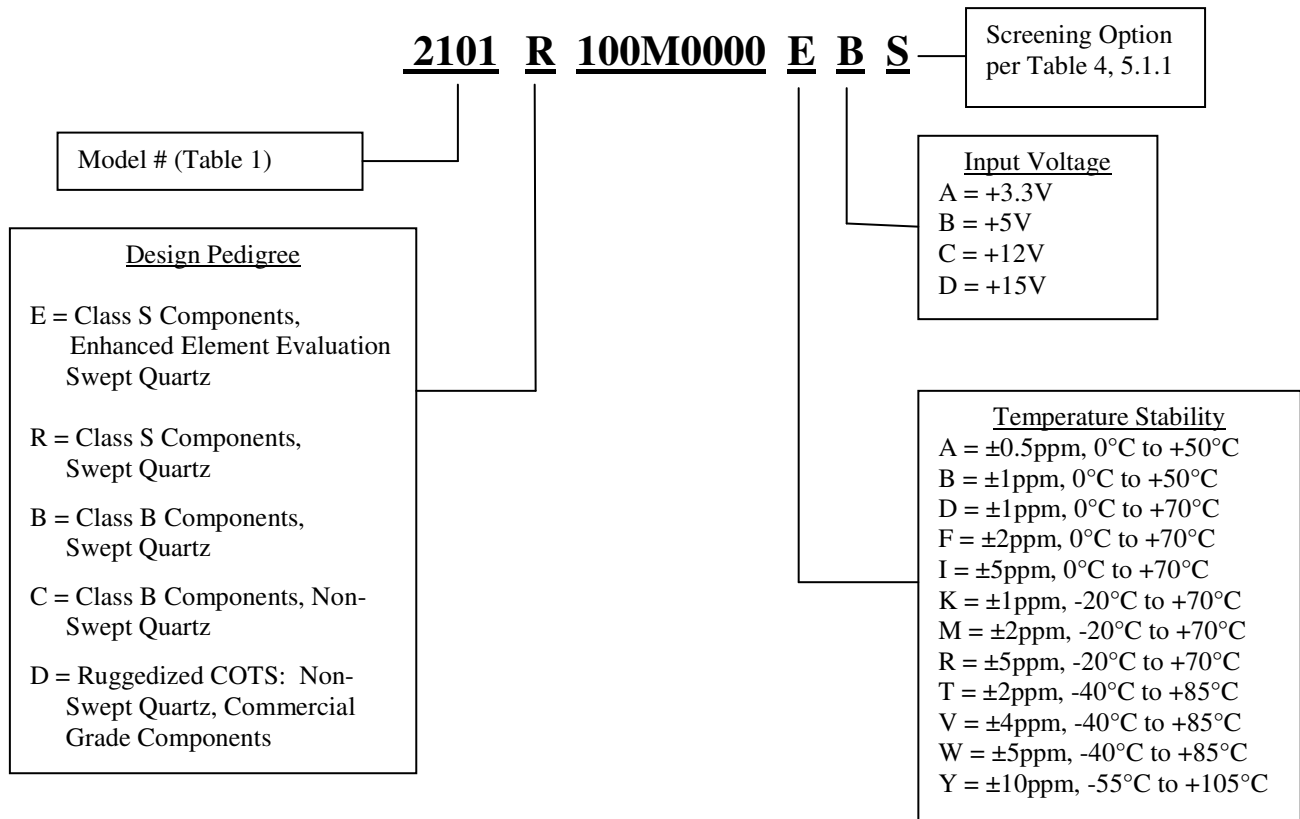 2101 R 100M0000 E B S
Screening Option
per Table 4, 5.1.1
Model # (Table 1)
Input Voltage
A = +3.3V
B = +5V
C = +12V
D = +15V
Design Pedigree
E = Class S Components,
Enhanced Element Evaluation
Swept Quartz
R = Class S Components,
Swept Quartz
B = Class B Components,
Swept Quartz
C = Class B Components, Non-
Swept Quartz
D = Ruggedized COTS: Non-
Swept Quartz, Commercial
Grade Components
Temperature Stability
A = ±0.5ppm, 0°C to +50°C
B = ±1ppm, 0°C to +50°C
D = ±1ppm, 0°C to +70°C
F = ±2ppm, 0°C to +70°C
I = ±5ppm, 0°C to +70°C
K = ±1ppm, -20°C to +70°C
M = ±2ppm, -20°C to +70°C
R = ±5ppm, -20°C to +70°C
T = ±2ppm, -40°C to +85°C
V = ±4ppm, -40°C to +85°C
W = ±5ppm, -40°C to +85°C
Y = ±10ppm, -55°C to +105°C